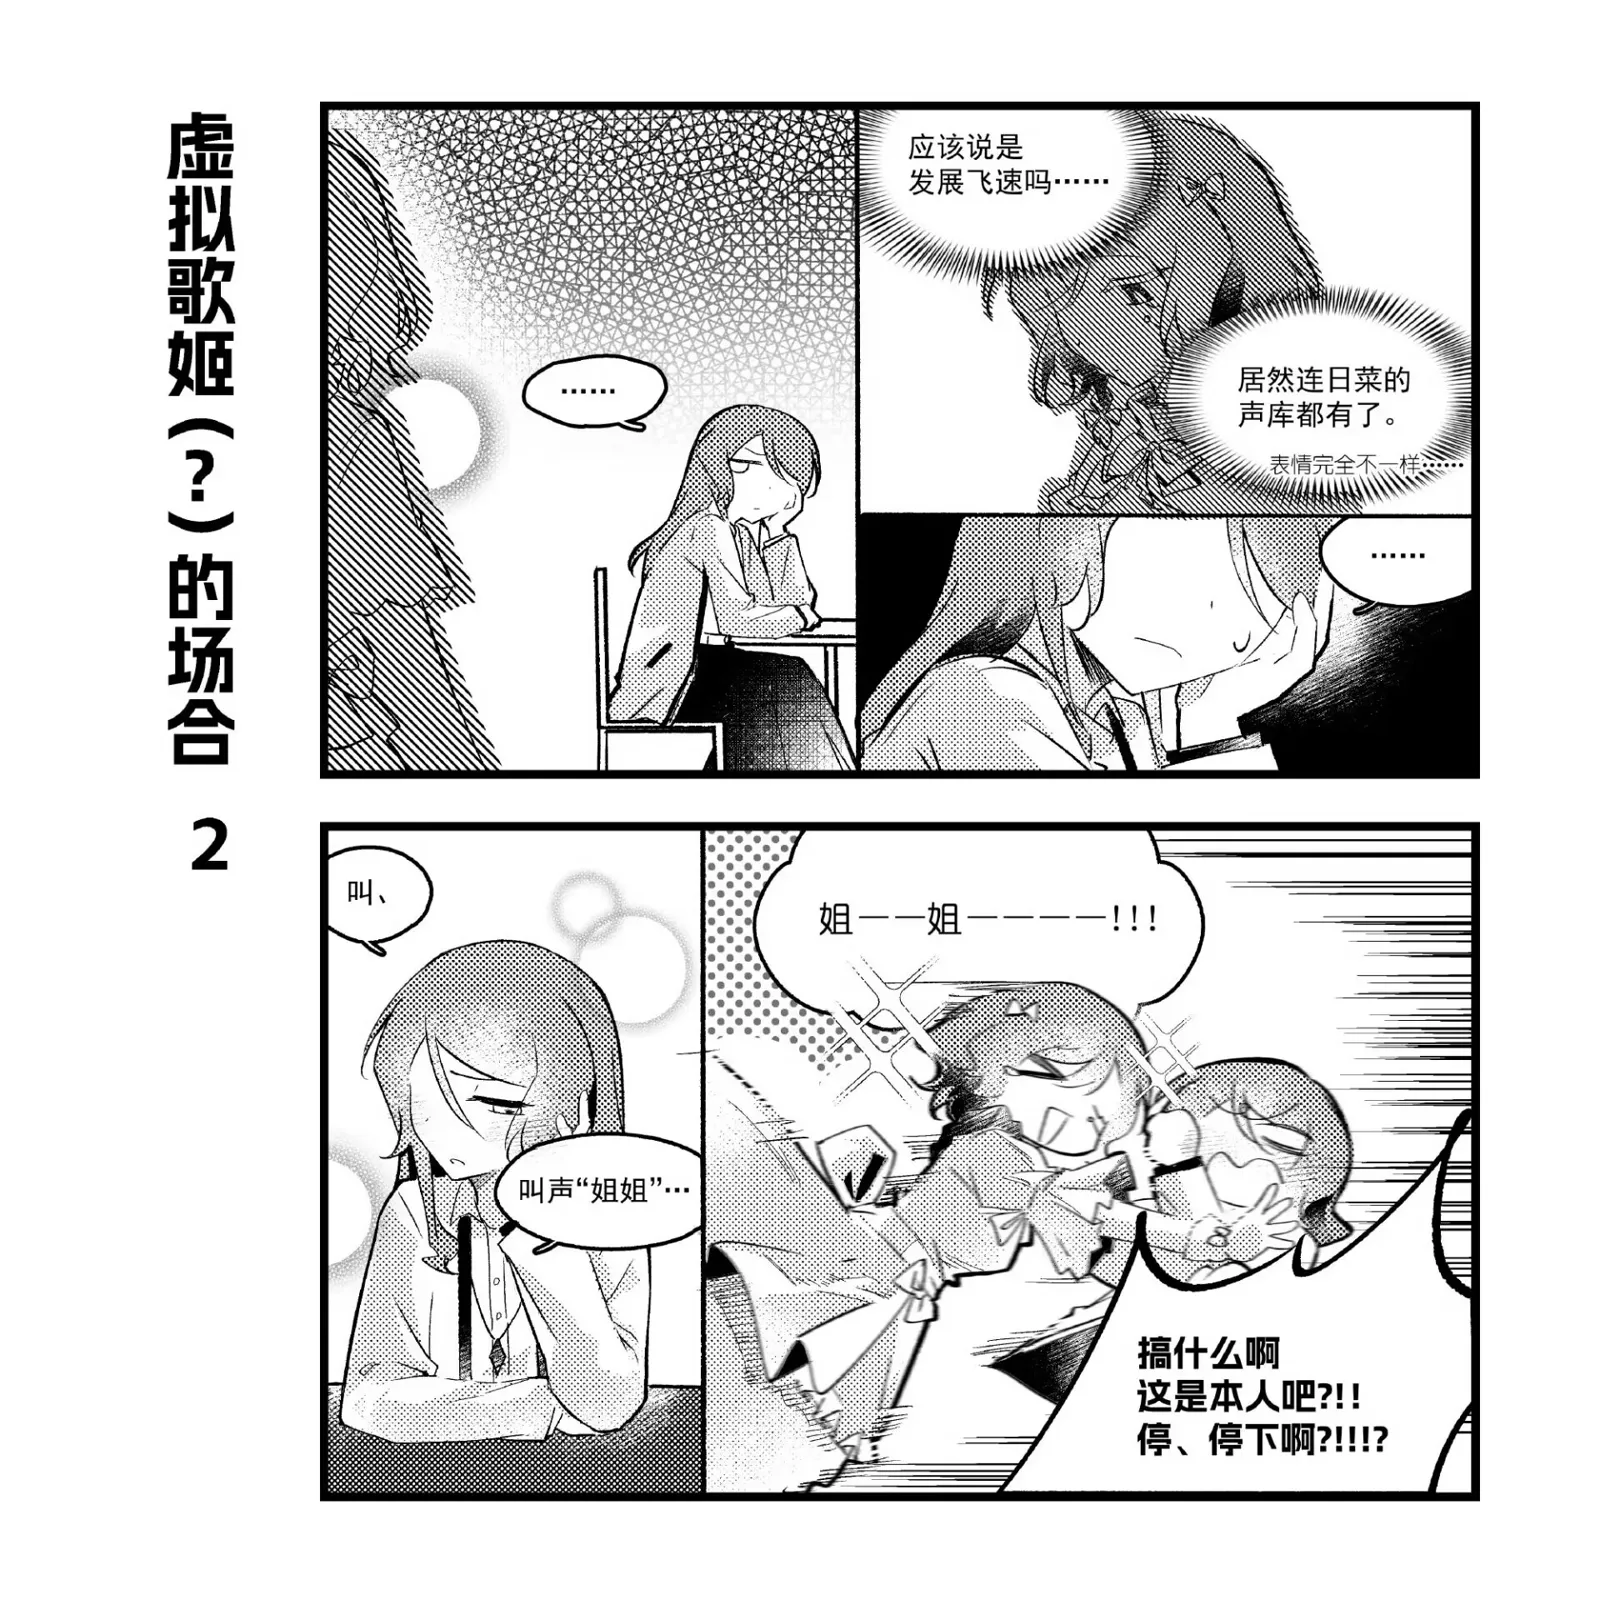 虚拟歌姬(?)的场合 2
……
应该说是
发展飞速吗……
居然连日菜的
声库都有了。
表情完全不一样……
……
叫、
叫声“姐姐”…
姐——姐————!!!
搞什么啊
这是本人吧?!!
停、停下啊?!!!?